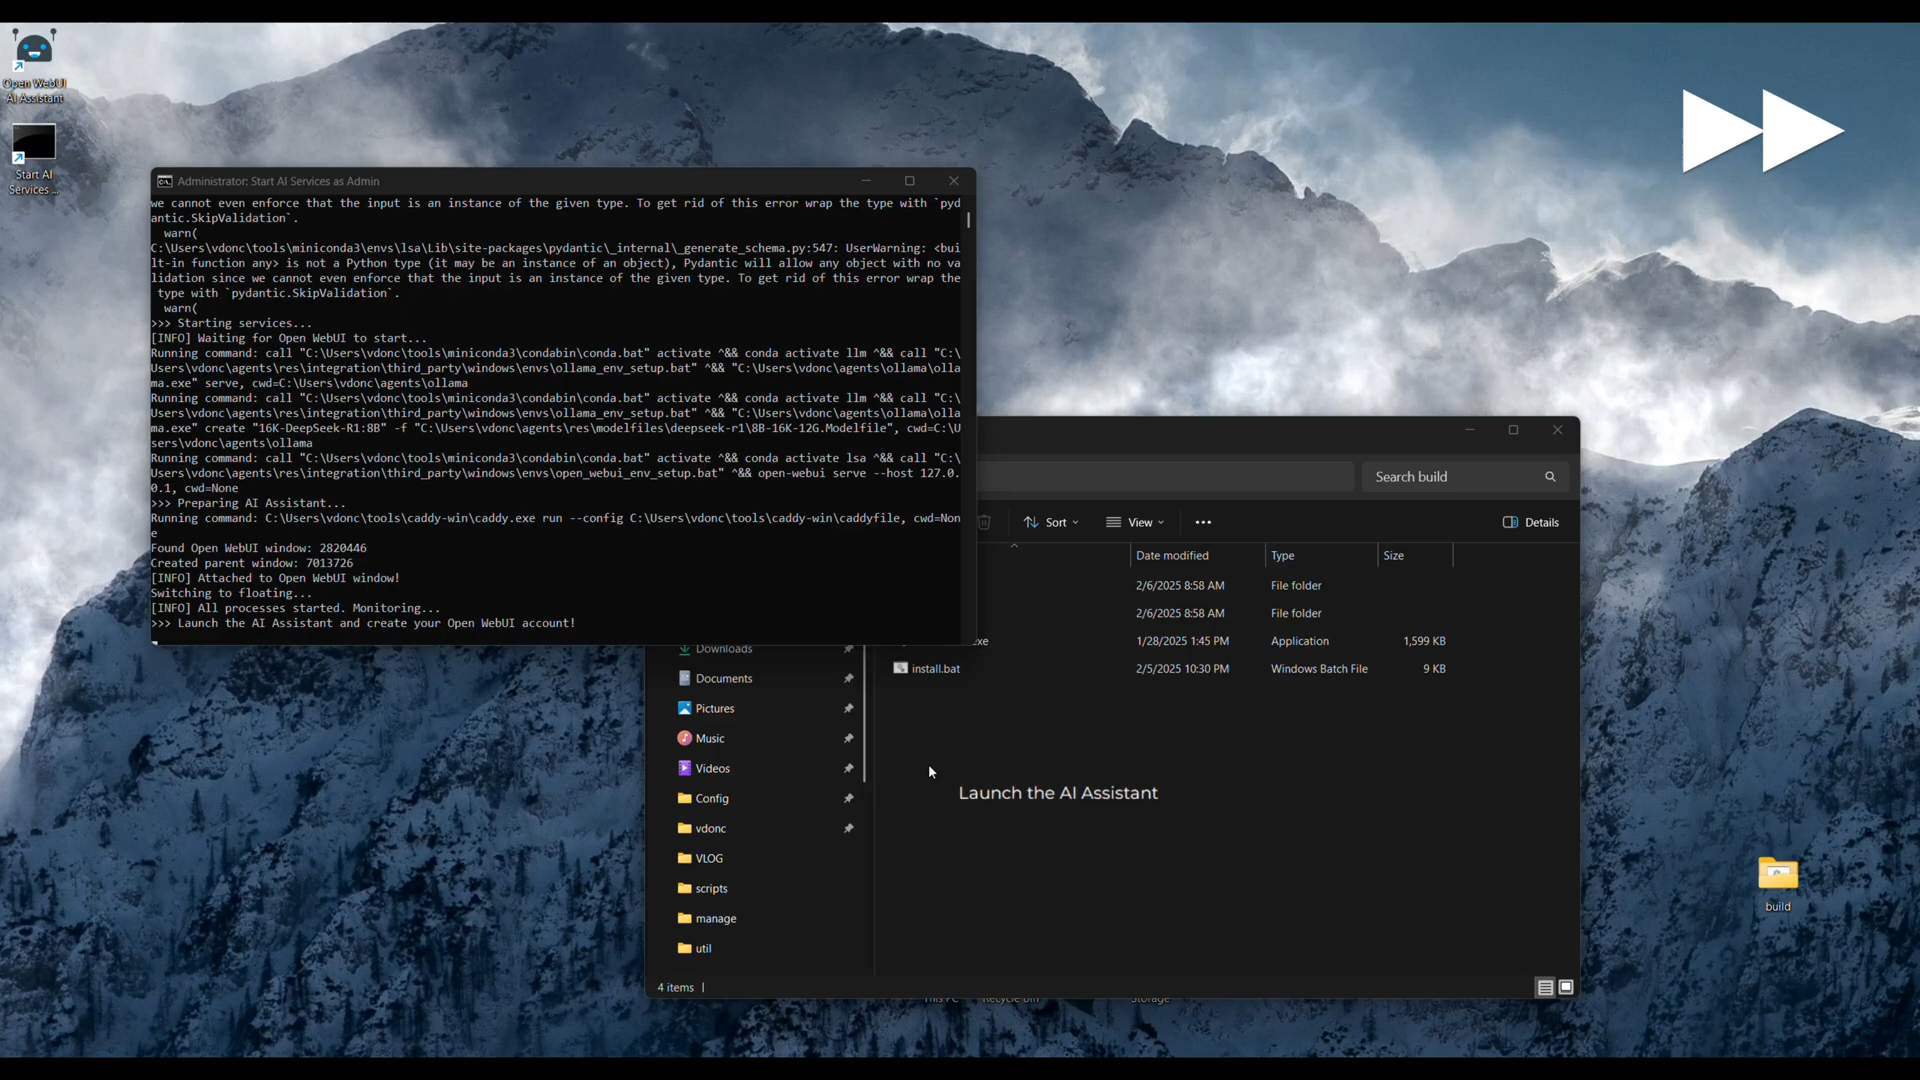 Open WebUI
AI Assistant
Start AI
Services ...
Administrator: Start AI Services as Admin
we cannot even enforce that the input is an instance of the given type. To get rid of this error wrap the type with `pyd
antic.SkipValidation`.
warn(
C:\Users\vdonc\tools\miniconda3\envs\lsa\Lib\site-packages\pydantic\_internal\_generate_schema.py:547: UserWarning: <bui
lt-in function any> is not a Python type (it may be an instance of an object), Pydantic will allow any object with no va
lidation since we cannot even enforce that the input is an instance of the given type. To get rid of this error wrap the
type with `pydantic.SkipValidation`.
warn(
>>> Starting services...
[INFO] Waiting for Open WebUI to start...
Running command: call "C:\Users\vdonc\tools\miniconda3\condabin\conda.bat" activate ^&& conda activate llm ^&& call "C:\
Users\vdonc\agents\res\integration\third_party\windows\envs\ollama_env_setup.bat" ^&& "C:\Users\vdonc\agents\ollama\olla
ma.exe" serve, cwd=C:\Users\vdonc\agents\ollama
Running command: call "C:\Users\vdonc\tools\miniconda3\condabin\conda.bat" activate ^&& conda activate llm ^&& call "C:\
Users\vdonc\agents\res\integration\third_party\windows\envs\ollama_env_setup.bat" ^&& "C:\Users\vdonc\agents\ollama\olla
ma.exe" create "16K-DeepSeek-R1:8B" -f "C:\Users\vdonc\agents\res\modelfiles\deepseek-r1\8B-16K-12G.Modelfile", cwd=C:\U
sers\vdonc\agents\ollama
Running command: call "C:\Users\vdonc\tools\miniconda3\condabin\conda.bat" activate ^&& conda activate lsa ^&& call "C:\
Users\vdonc\agents\res\integration\third_party\windows\envs\open_webui_env_setup.bat" ^&& open-webui serve --host 127.0.
0.1, cwd=None
>>> Preparing AI Assistant...
Running command: C:\Users\vdonc\tools\caddy-win\caddy.exe run --config C:\Users\vdonc\tools\caddy-win\caddyfile, cwd=Non
e
Found Open WebUI window: 2820446
Created parent window: 7013726
[INFO] Attached to Open WebUI window!
Switching to floating...
[INFO] All processes started. Monitoring...
>>> Launch the AI Assistant and create your Open WebUI account!
Search build
Sort
View
Details
Date modified
Type
Size
2/6/2025 8:58 AM File folder
2/6/2025 8:58 AM File folder
xe 1/28/2025 1:45 PM Application 1,599 KB
install.bat 2/5/2025 10:30 PM Windows Batch File 9 KB
Downloads
Documents
Pictures
Music
Videos
Config
vdonc
VLOG
scripts
manage
util
Launch the AI Assistant
4 items
build
This PC
Recycle Bin
Storage